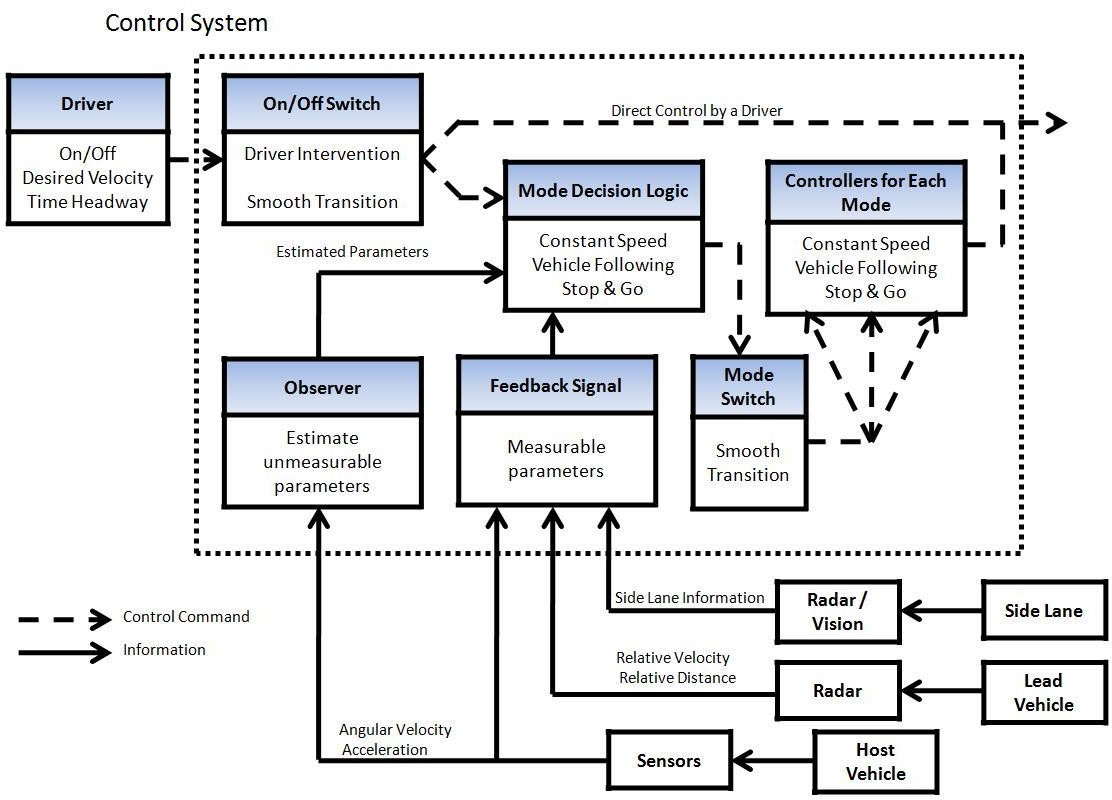 Control System
Driver
On/Off
Desired Velocity
Time Headway
On/Off Switch
Driver Intervention
Smooth Transition
Direct Control by a Driver
Mode Decision Logic
Constant Speed
Vehicle Following
Stop & Go
Controllers for Each
Mode
Constant Speed
Vehicle Following
Stop & Go
Estimated Parameters
Observer
Estimate
unmeasurable
parameters
Feedback Signal
Measurable
parameters
Mode
Switch
Smooth
Transition
Control Command
Information
Side Lane Information
Radar /
Vision
Side Lane
Relative Velocity
Relative Distance
Radar
Lead
Vehicle
Angular Velocity
Acceleration
Sensors
Host
Vehicle